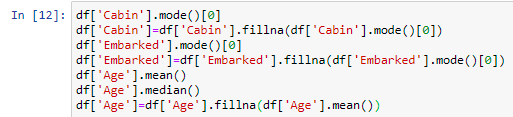 In [12]: df['Cabin'].mode()[0]
df['Cabin']=df['Cabin'].fillna(df['Cabin'].mode()[0])
df['Embarked'].mode()[0]
df['Embarked']=df['Embarked'].fillna(df['Embarked'].mode()[0])
df['Age'].mean()
df['Age'].median()
df['Age']=df['Age'].fillna(df['Age'].mean())